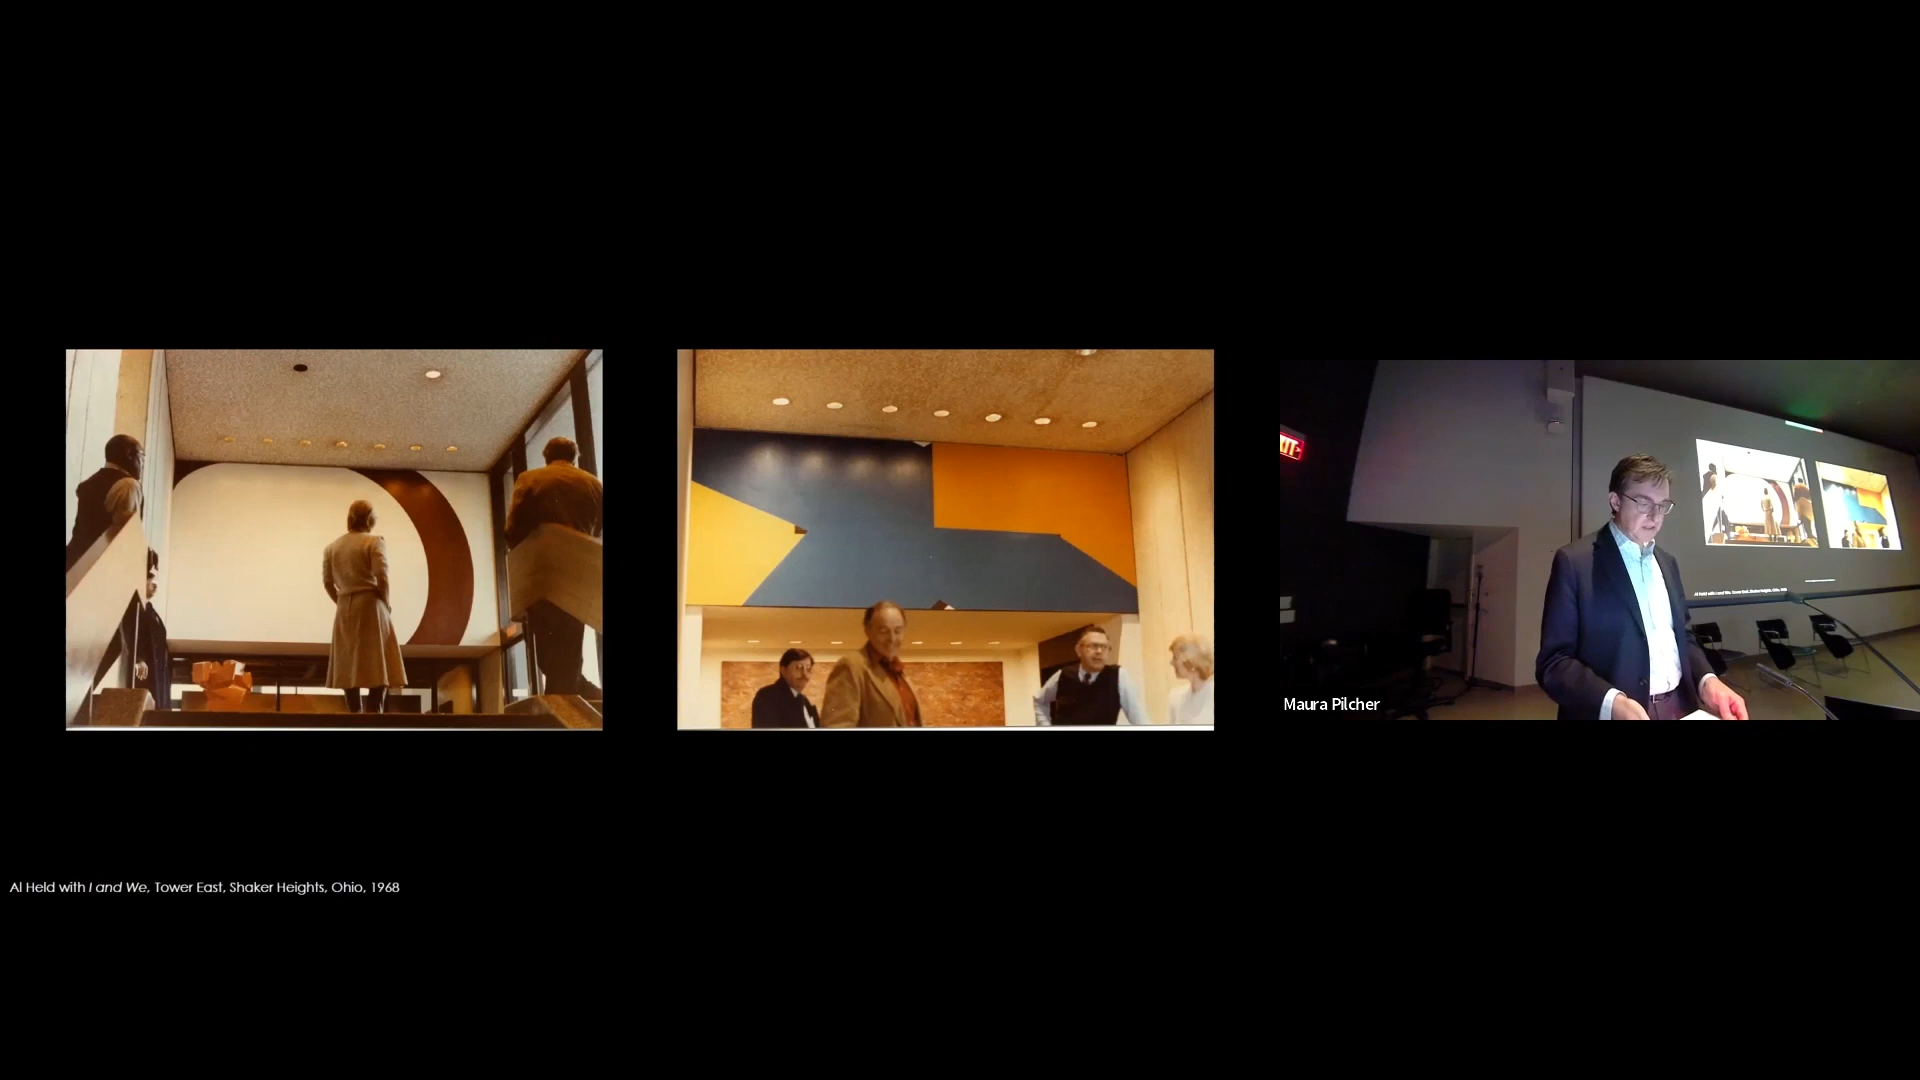 Maura Pilcher
Al Held with I and We, Tower East, Shaker Heights, Ohio, 1968